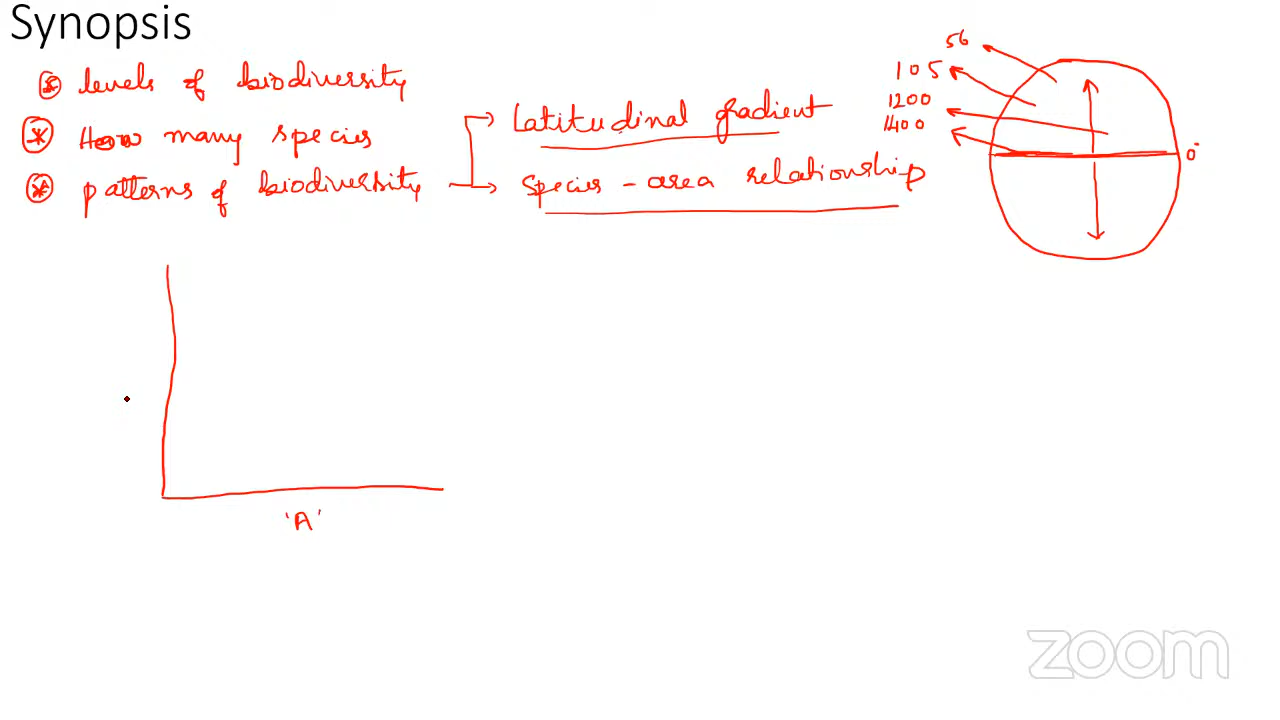 Synopsis
levels of biodiversity
How many species
patterns of biodiversity
Latitudinal gradient
species - area relationship
56
105
1200
1400
0°
'A'
zoom